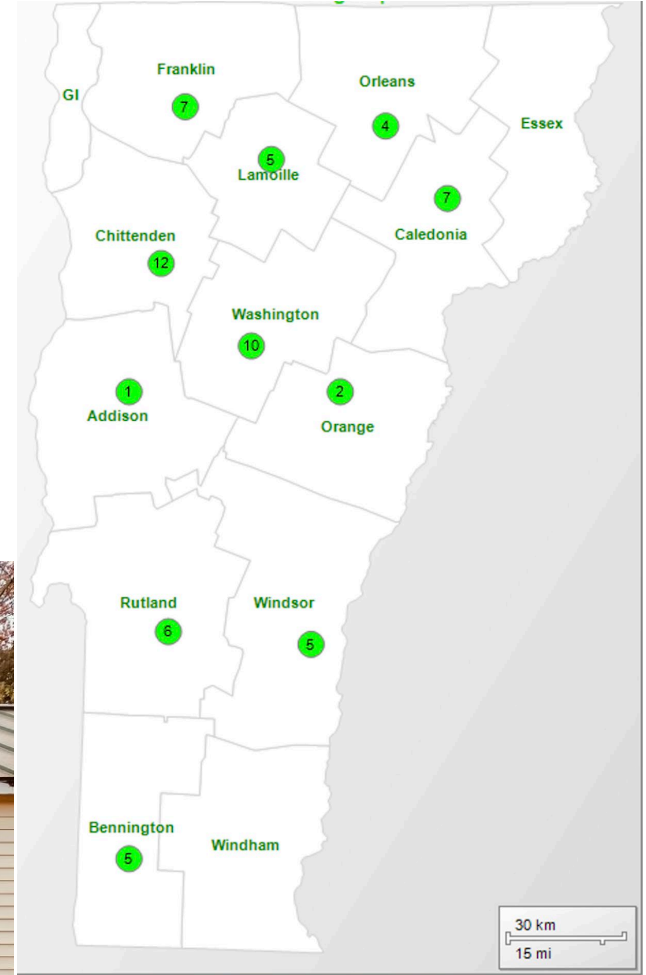 Franklin
7
Orleans
4
GI
Essex
5
Lamoille
7
Caledonia
Chittenden
12
Washington
10
1
Addison
2
Orange
Rutland
6
Windsor
5
Bennington
5
Windham
30 km
15 mi